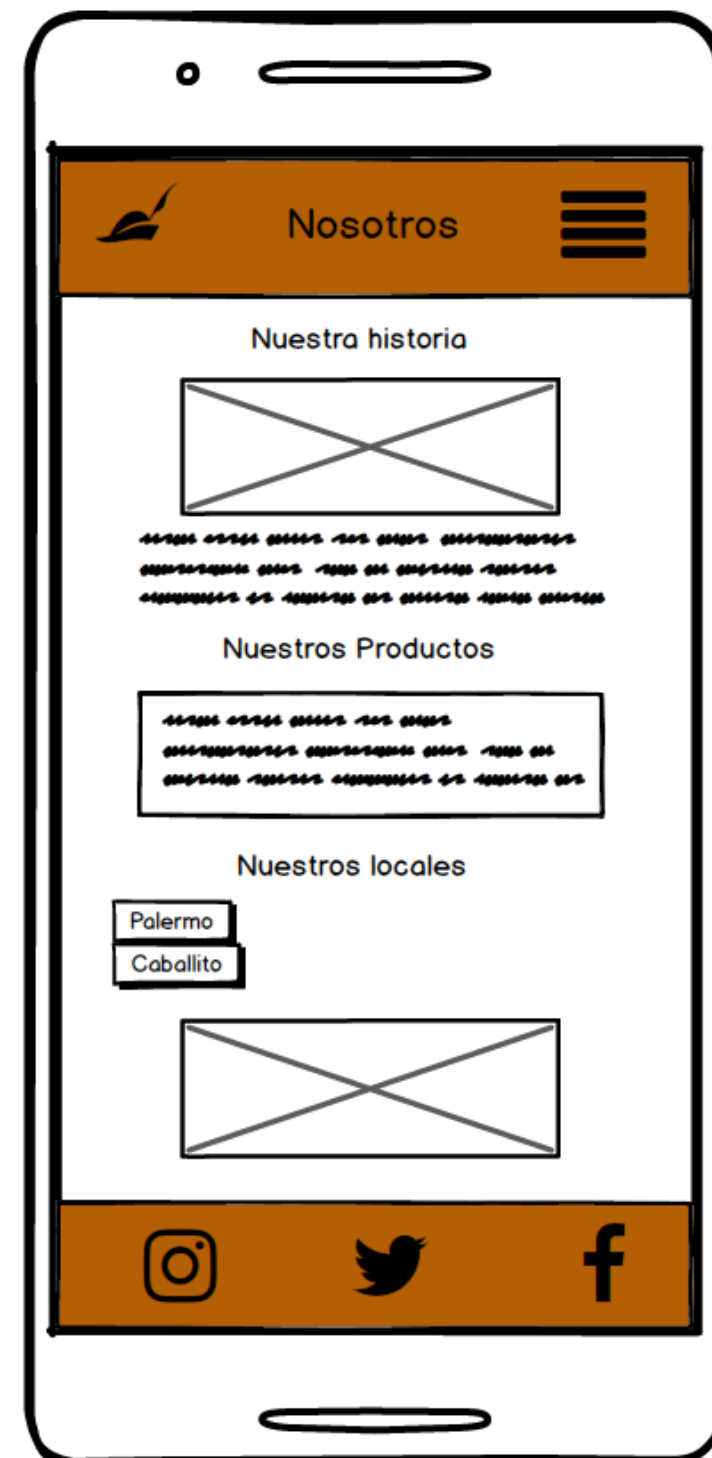 Nosotros
Nuestra historia
Nuestros Productos
Nuestros locales
Palermo
Caballito